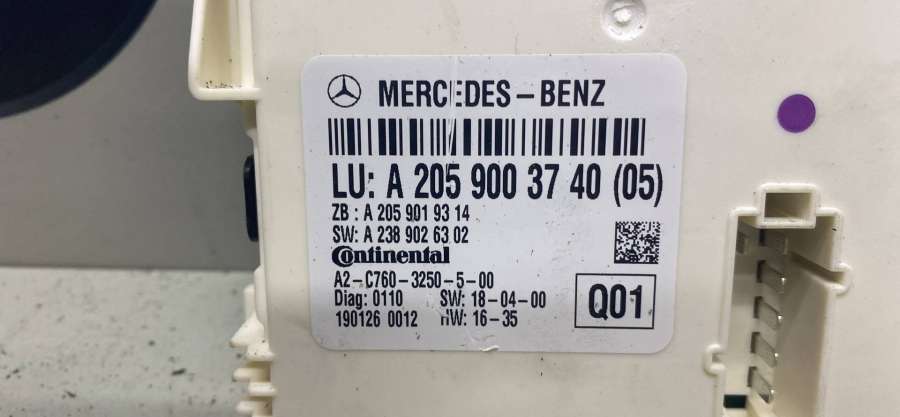 MERCEDES-BENZ
LU: A 205 900 37 40 (05)
ZB : A 205 901 93 14
SW: A 238 902 63 02
Continental
A2-C760-3250-5-00
Diag: 0110 SW: 18-04-00
190126 0012 HW: 16-35
Q01